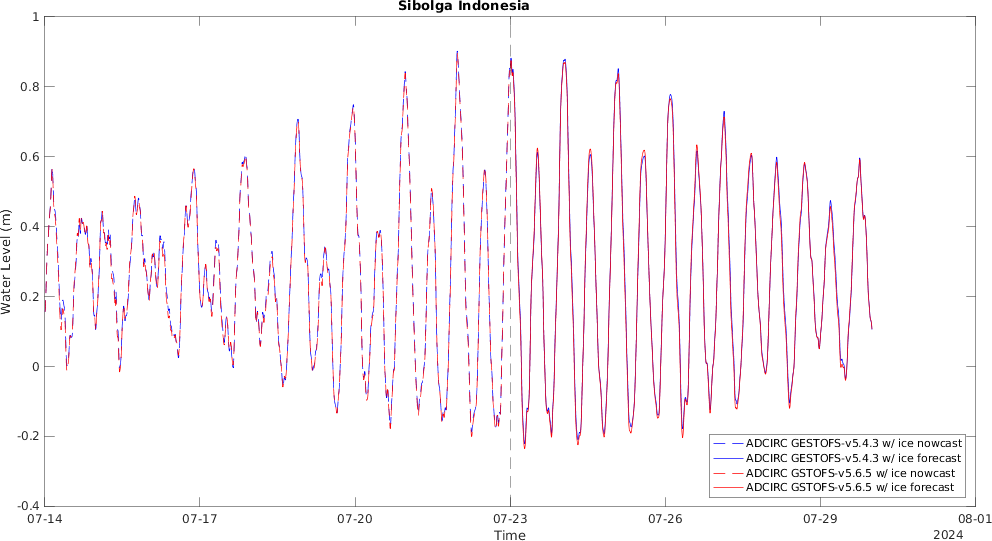 Sibolga Indonesia
1
0.8
0.6
0.4
0.2
0
-0.2
-0.4
Water Level (m)
07-14
07-17
07-20
07-23
07-26
07-29
08-01
Time
2024
ADCIRC GESTOFS-v5.4.3 w/ ice nowcast
ADCIRC GESTOFS-v5.4.3 w/ ice forecast
ADCIRC GSTOFS-v5.6.5 w/ ice nowcast
ADCIRC GSTOFS-v5.6.5 w/ ice forecast